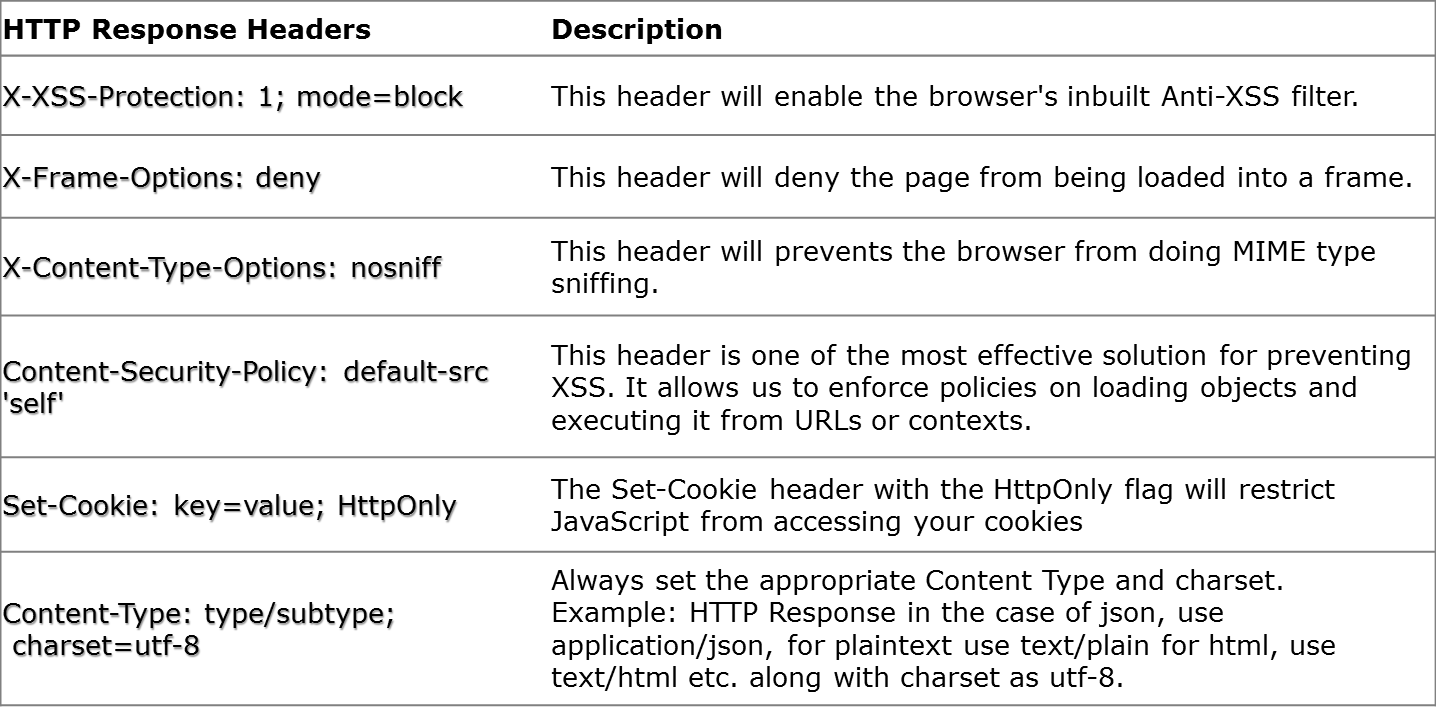 HTTP Response Headers
Description
X-XSS-Protection: 1; mode=block
This header will enable the browser's inbuilt Anti-XSS filter.
X-Frame-Options: deny
This header will deny the page from being loaded into a frame.
X-Content-Type-Options: nosniff
This header will prevents the browser from doing MIME type
sniffing.
Content-Security-Policy: default-src
'self'
This header is one of the most effective solution for preventing
XSS. It allows us to enforce policies on loading objects and
executing it from URLs or contexts.
Set-Cookie: key=value; HttpOnly
The Set-Cookie header with the HttpOnly flag will restrict
JavaScript from accessing your cookies
Content-Type: type/subtype;
charset=utf-8
Always set the appropriate Content Type and charset.
Example: HTTP Response in the case of json, use
application/json, for plaintext use text/plain for html, use
text/html etc. along with charset as utf-8.